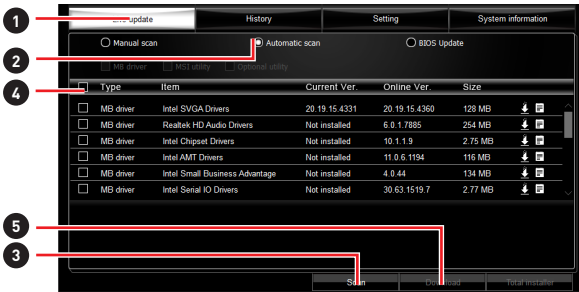 1
Live update History Setting System information
2
Manual scan Automatic scan BIOS Update
MB driver MSI utility Optional utility
4
Type Item Current Ver. Online Ver. Size
MB driver Intel SVGA Drivers 20.19.15.4331 20.19.15.4360 128 MB
MB driver Realtek HD Audio Drivers Not installed 6.0.1.7885 254 MB
MB driver Intel Chipset Drivers Not installed 10.1.1.9 2.75 MB
MB driver Intel AMT Drivers Not installed 11.0.6.1194 116 MB
MB driver Intel Small Business Advantage Not installed 4.0.44 134 MB
MB driver Intel Serial IO Drivers Not installed 30.63.1519.7 2.77 MB
5
3
Scan Download Total Installer